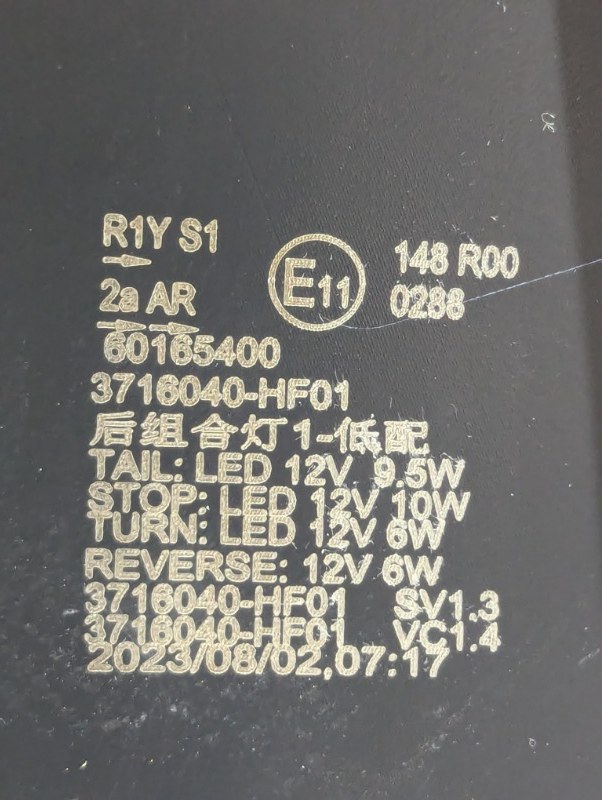 R1Y S1
→
2a AR
→→
E11
148 R00
0288
60165400
3716040-HF01
后组合灯1-低配
TAIL: LED 12V 9.5W
STOP: LED 12V 10W
TURN: LED 12V 6W
REVERSE: 12V 6W
3716040-HF01 SV1.3
3716040-HF01 VC1.4
2023/08/02,07:17